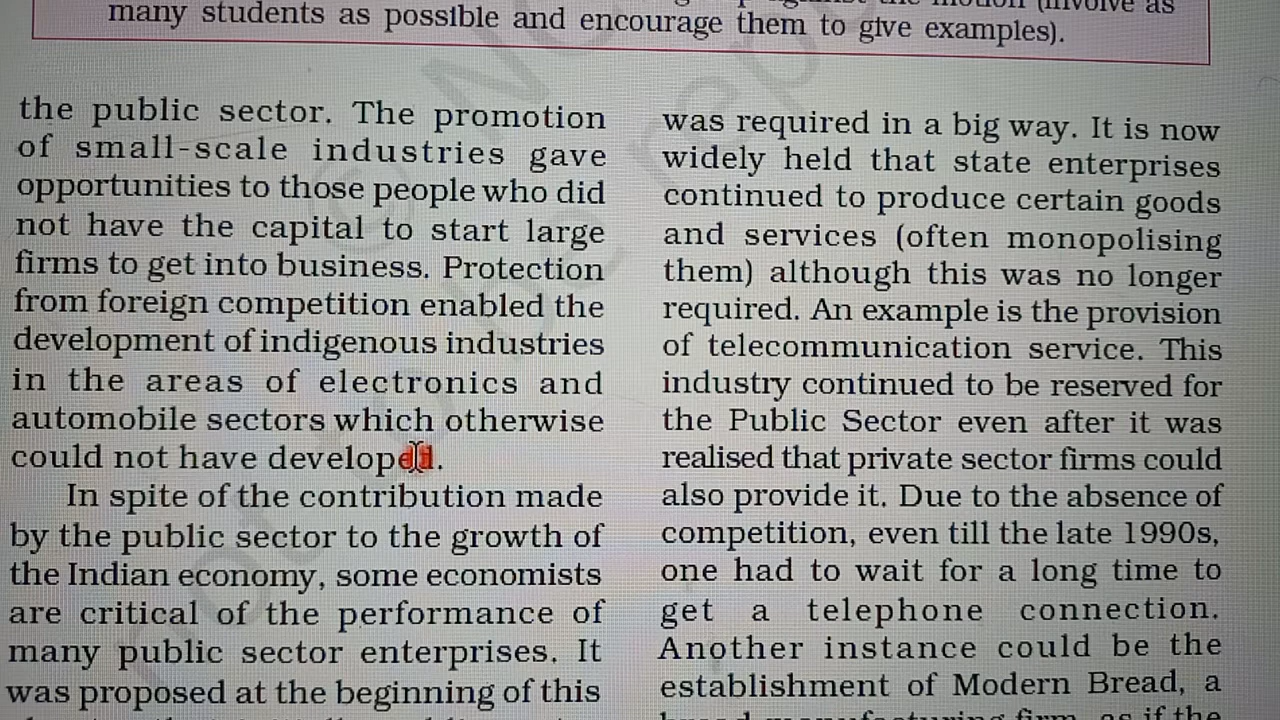 many students as possible and encourage them to give examples).
the public sector. The promotion
of small-scale industries gave
opportunities to those people who did
not have the capital to start large
firms to get into business. Protection
from foreign competition enabled the
development of indigenous industries
in the areas of electronics and
automobile sectors which otherwise
could not have developed.
In spite of the contribution made
by the public sector to the growth of
the Indian economy, some economists
are critical of the performance of
many public sector enterprises. It
was proposed at the beginning of this
was required in a big way. It is now
widely held that state enterprises
continued to produce certain goods
and services (often monopolising
them) although this was no longer
required. An example is the provision
of telecommunication service. This
industry continued to be reserved for
the Public Sector even after it was
realised that private sector firms could
also provide it. Due to the absence of
competition, even till the late 1990s,
one had to wait for a long time to
get a telephone connection.
Another instance could be the
establishment of Modern Bread, a